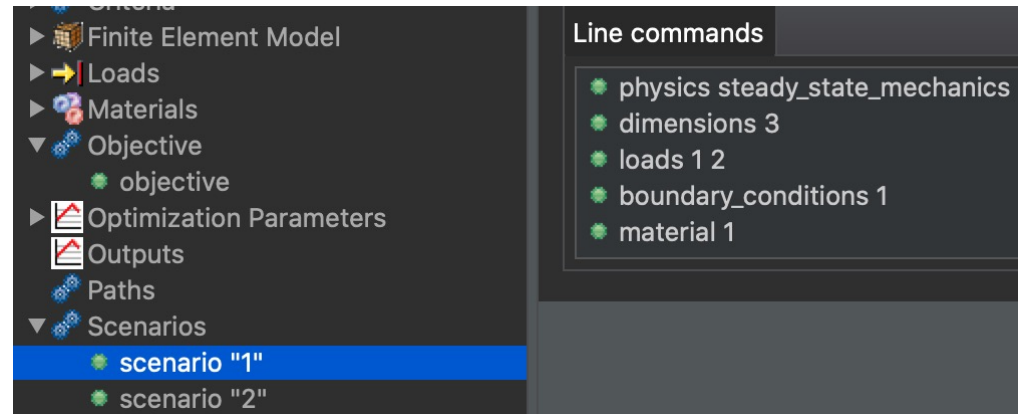 Criteria
Finite Element Model
Loads
Materials
Objective
objective
Optimization Parameters
Outputs
Paths
Scenarios
scenario "1"
scenario "2"
Line commands
physics steady_state_mechanics
dimensions 3
loads 1 2
boundary_conditions 1
material 1